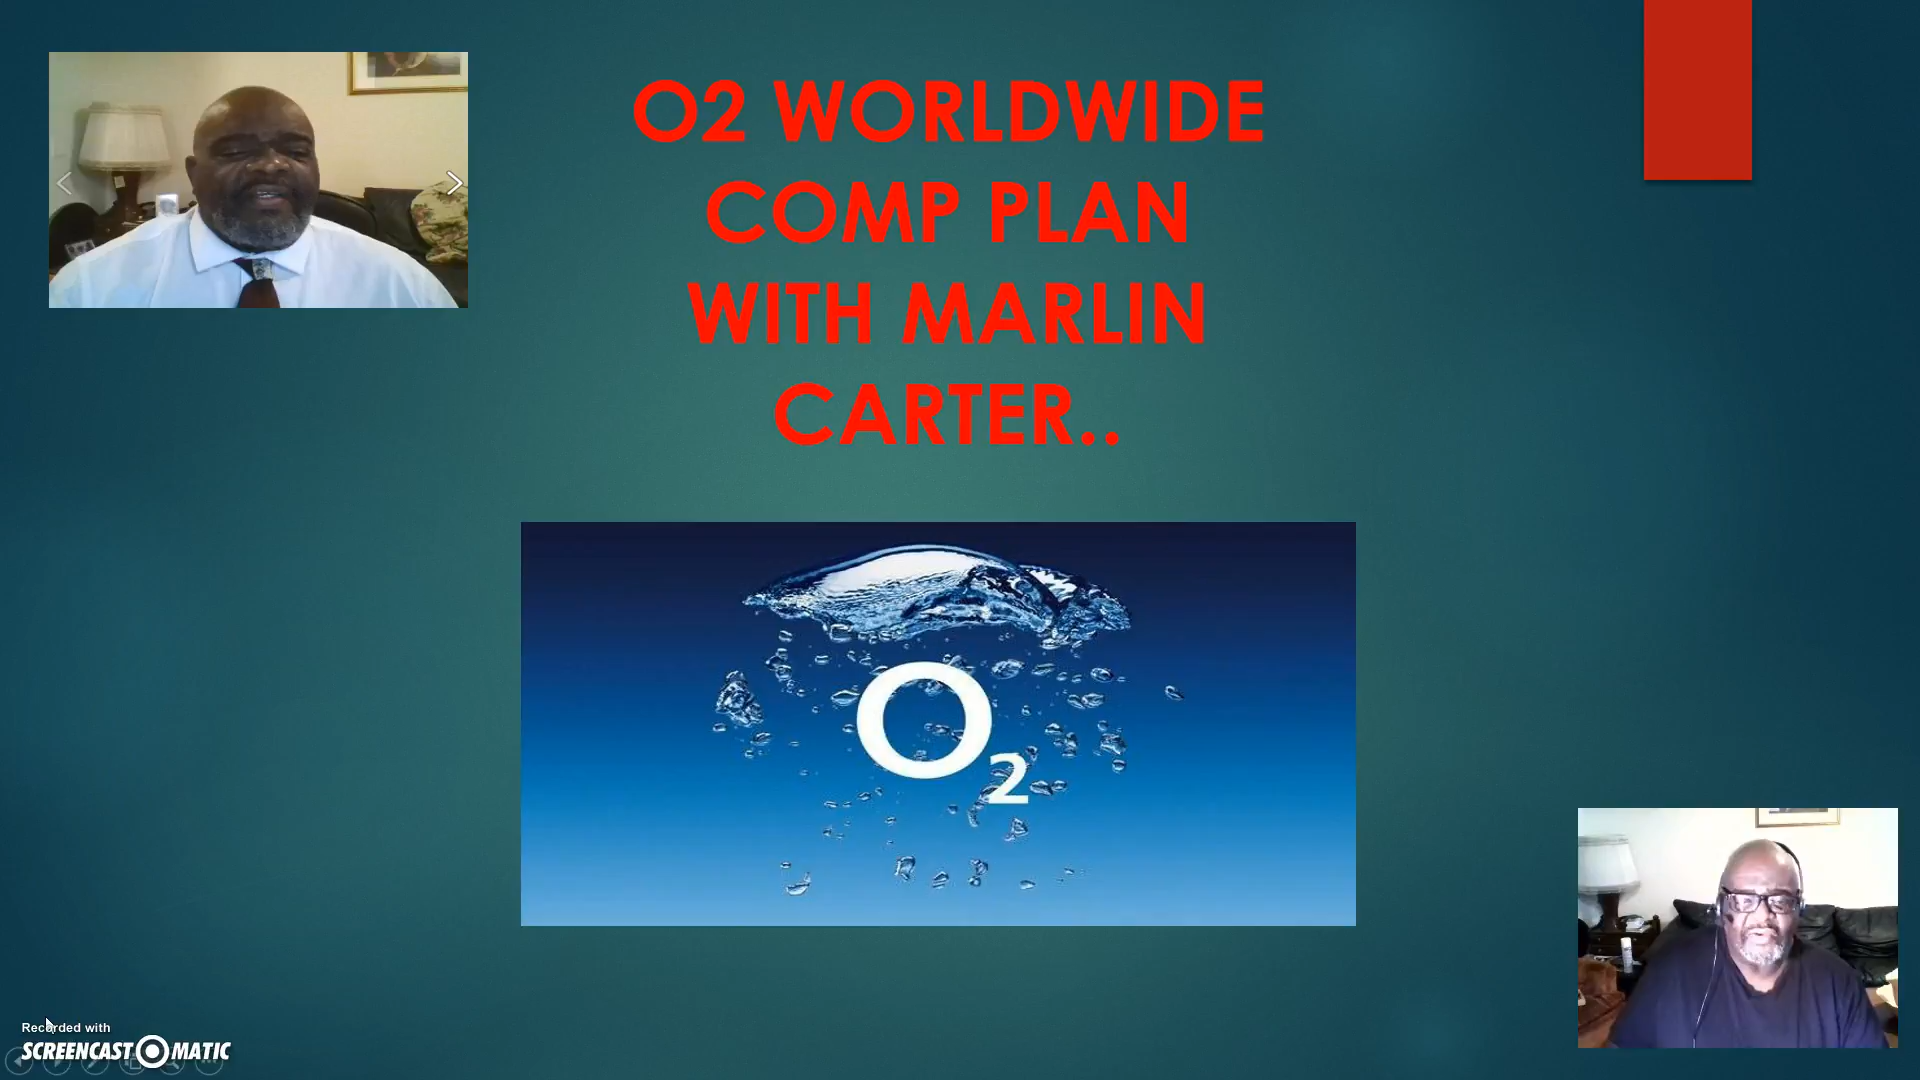 O2 WORLDWIDE
COMP PLAN
WITH MARLIN
CARTER..
O2
Recorded with
SCREENCAST-O-MATIC